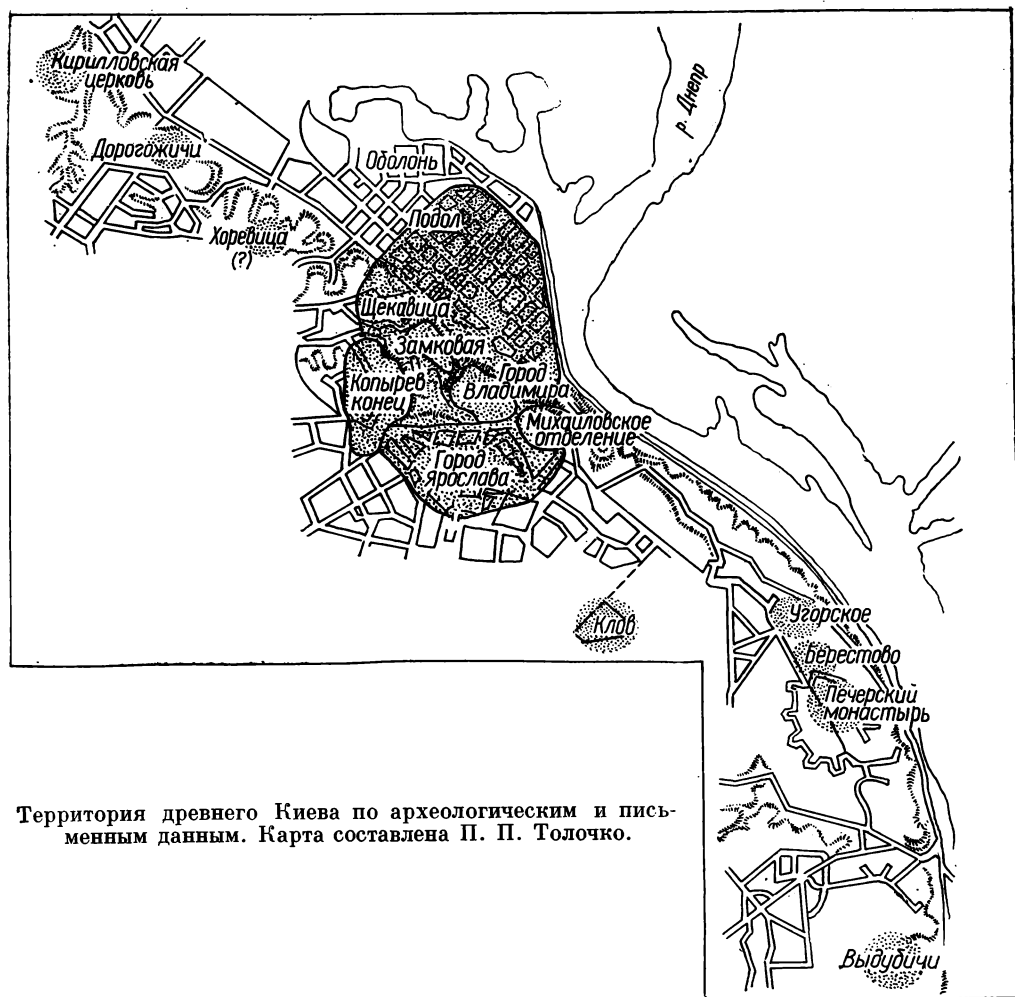 Кирилловская
церковь
р. Днепр
Дорогожичи
Оболонь
Подол
Хоревица
(?)
Щекавица
Замковая
Копырев
конец
Город
Владимира
Михайловское
отделение
Город
Ярослава
Клов
Угорское
Берестово
Печерский
монастырь
Территория древнего Киева по археологическим и пись-
менным данным. Карта составлена П. П. Толочко.
Выдубичи